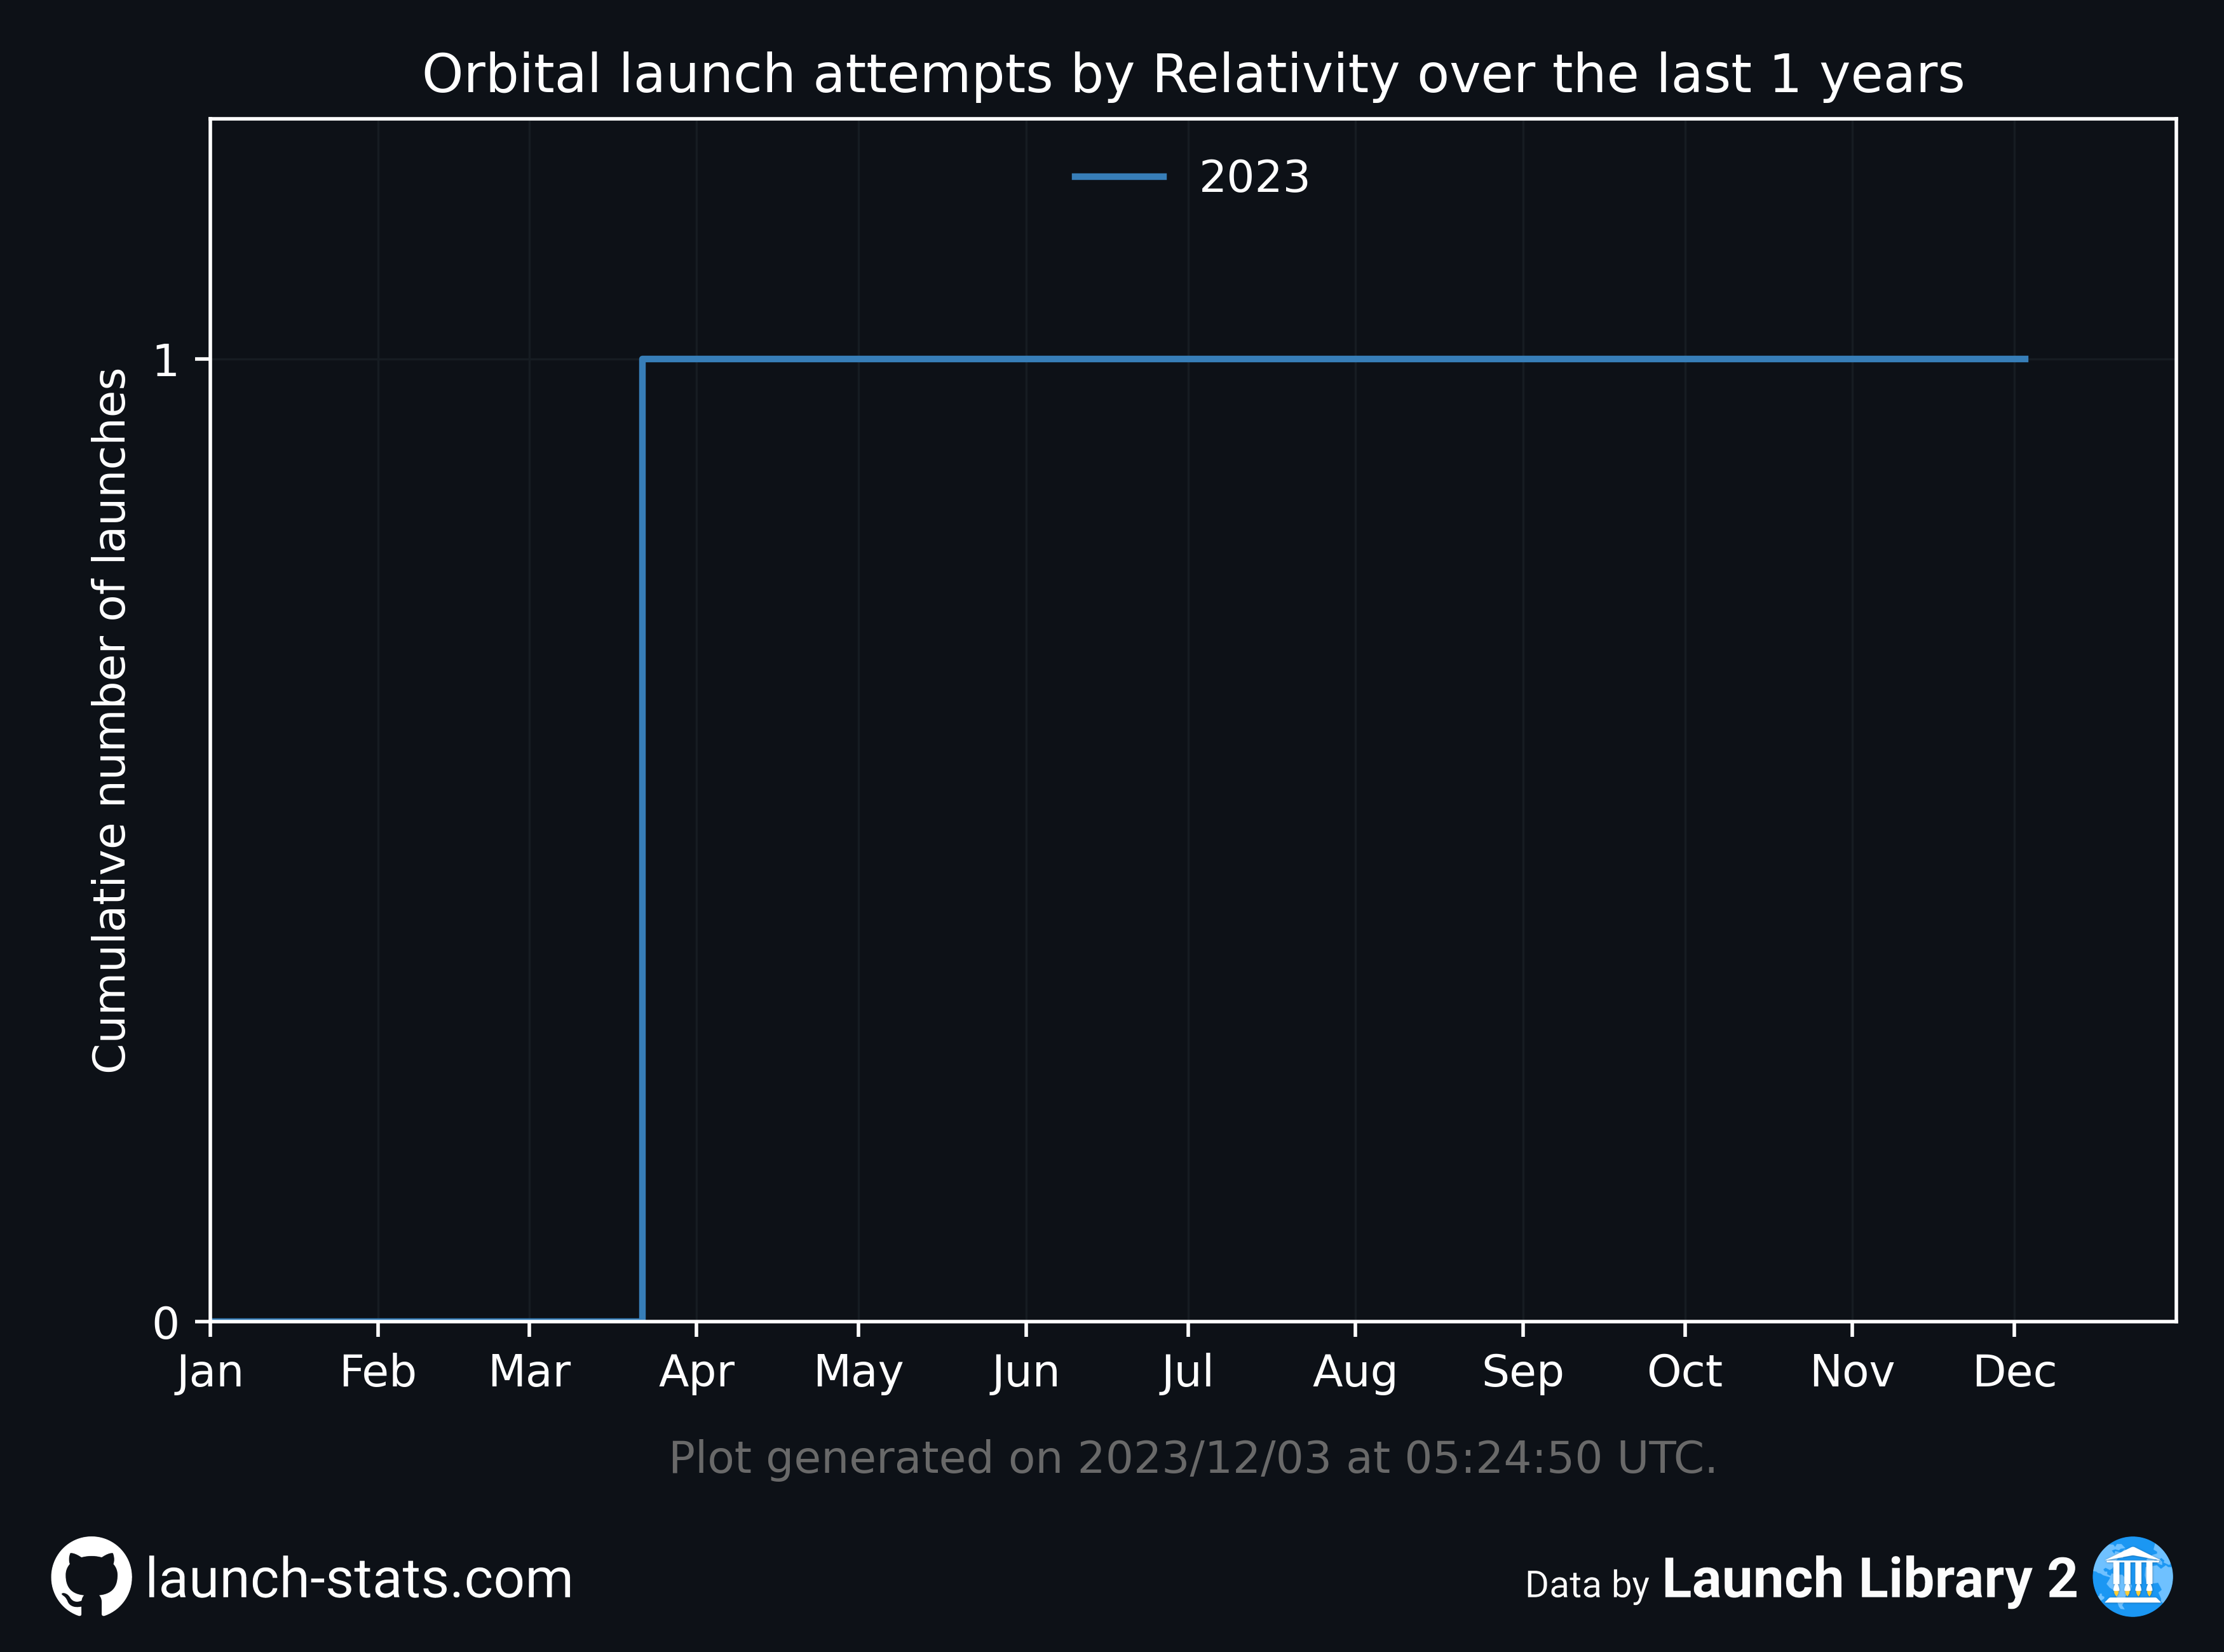 Orbital launch attempts by Relativity over the last 1 years
2023
Cumulative number of launches
1
0
Jan Feb Mar Apr May Jun Jul Aug Sep Oct Nov Dec
Plot generated on 2023/12/03 at 05:24:50 UTC.
launch-stats.com
Data by Launch Library 2